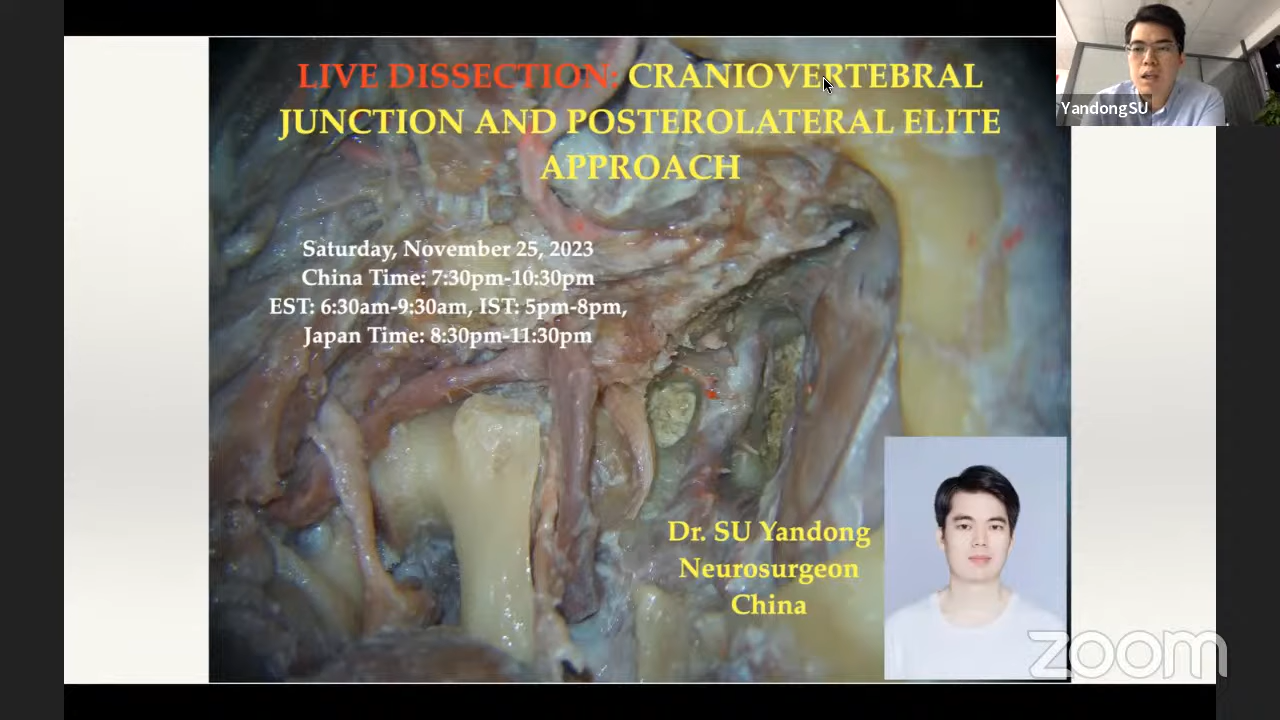 LIVE DISSECTION: CRANIOVERTEBRAL
JUNCTION AND POSTEROLATERAL ELITE
APPROACH
YandongSU
Saturday, November 25, 2023
China Time: 7:30pm-10:30pm
EST: 6:30am-9:30am, IST: 5pm-8pm,
Japan Time: 8:30pm-11:30pm
Dr. SU Yandong
Neurosurgeon
China
zoom